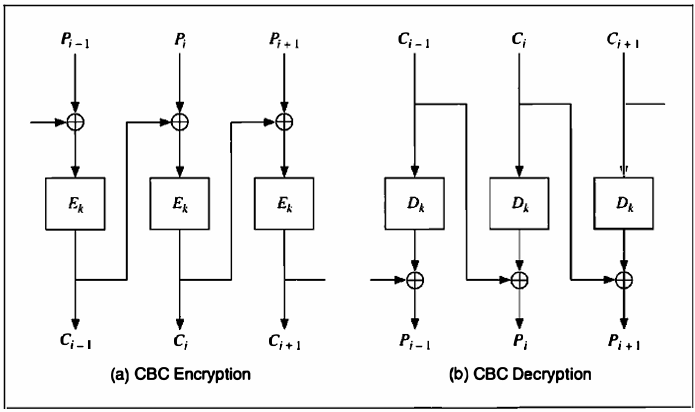 P_{i-1} P_i P_{i+1}
E_k E_k E_k
C_{i-1} C_i C_{i+1}
(a) CBC Encryption
C_{i-1} C_i C_{i+1}
D_k D_k D_k
P_{i-1} P_i P_{i+1}
(b) CBC Decryption